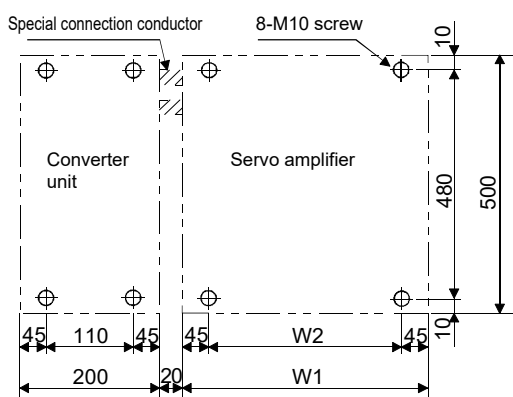 Special connection conductor
8-M10 screw
10
Converter
unit
Servo amplifier
480
500
10
45
110
45
45
W2
45
200
20
W1